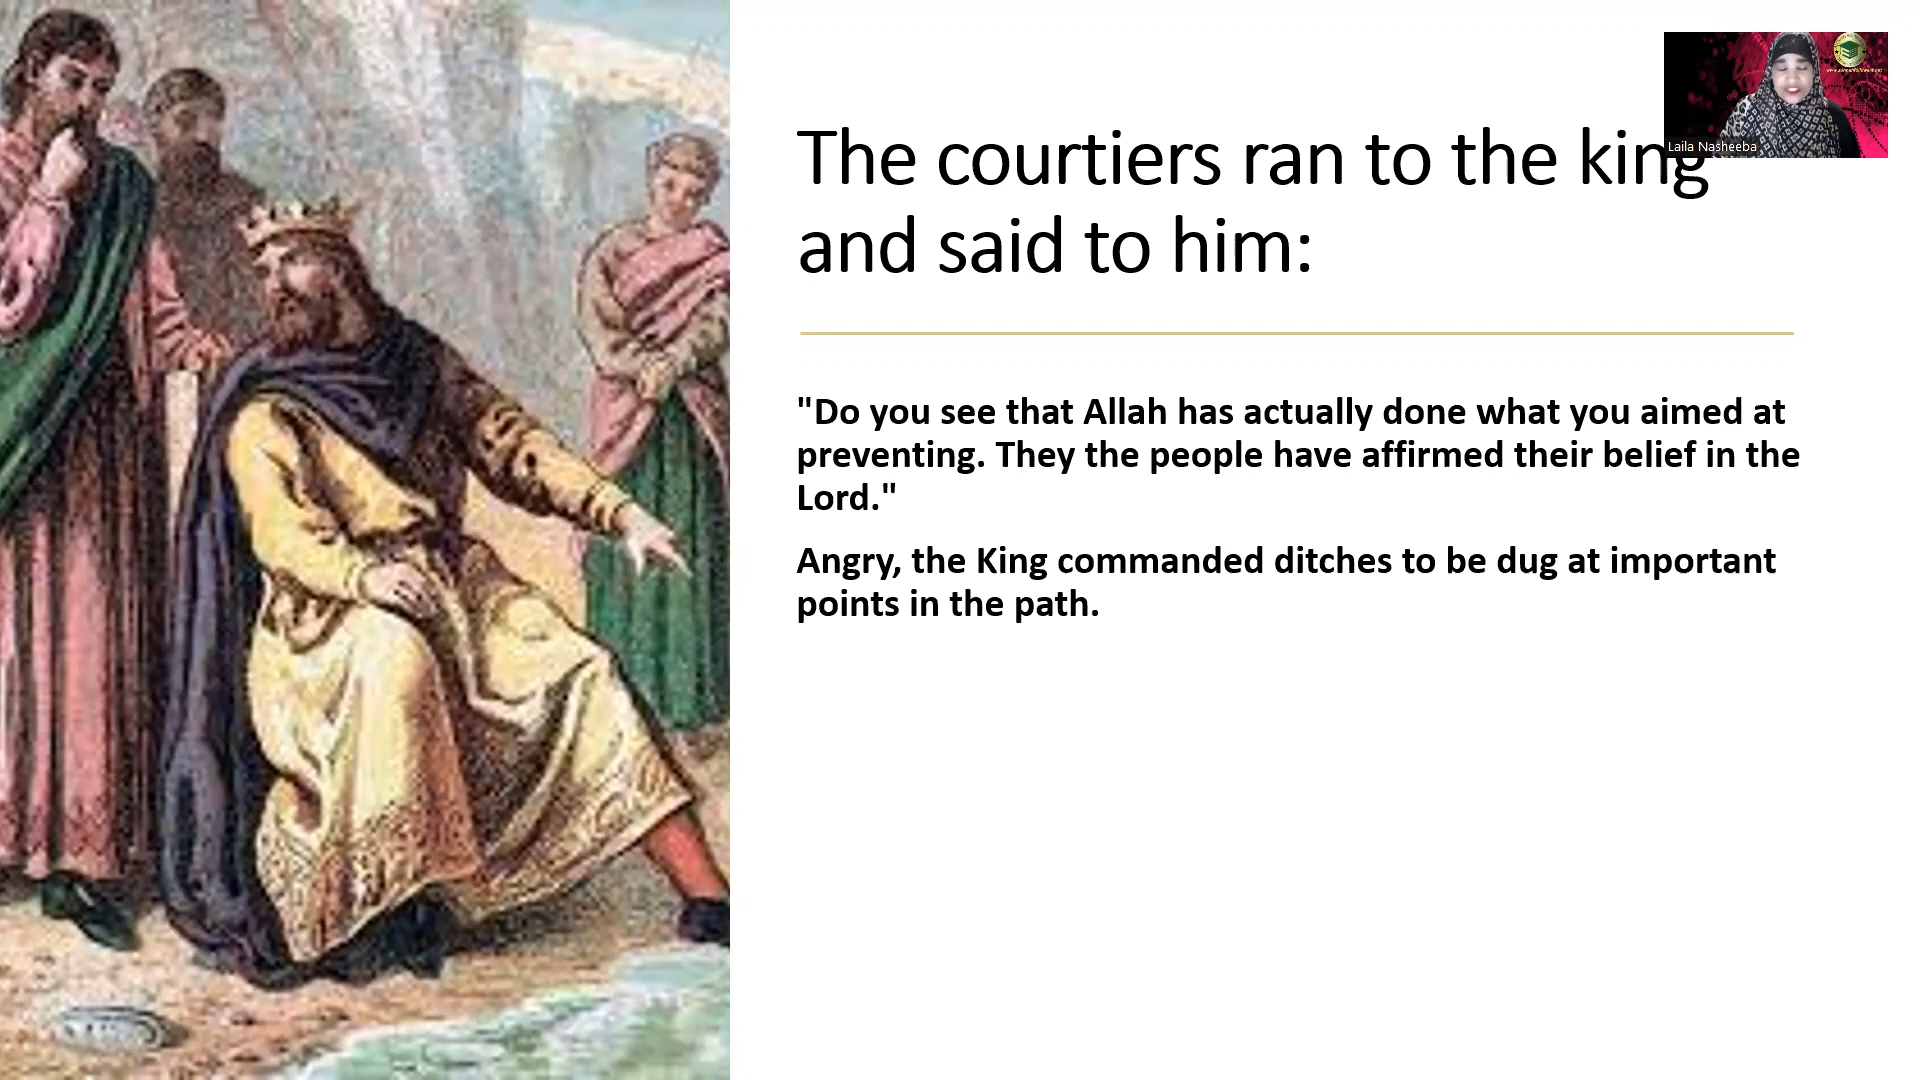 The courtiers ran to the king
and said to him:
Laila Nasheeba
"Do you see that Allah has actually done what you aimed at
preventing. They the people have affirmed their belief in the
Lord."
Angry, the King commanded ditches to be dug at important
points in the path.